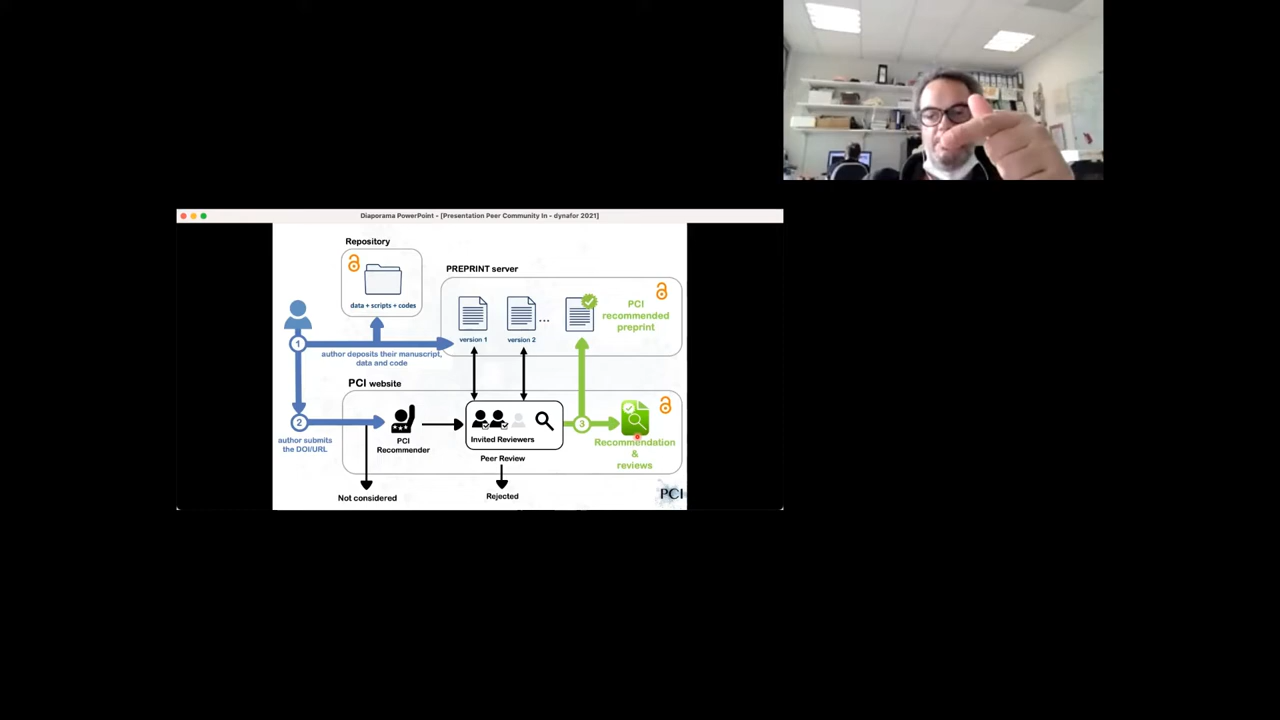 Diaporama PowerPoint - [Presentation Peer Community In - dynafor 2021]
Repository
data + scripts + codes
PREPRINT server
version 1
version 2
...
PCI
recommended
preprint
1
author deposits their manuscript,
data and code
PCI website
2
author submits
the DOI/URL
PCI
Recommender
Invited Reviewers
Peer Review
3
Recommendation
&
reviews
Not considered
Rejected
PCI